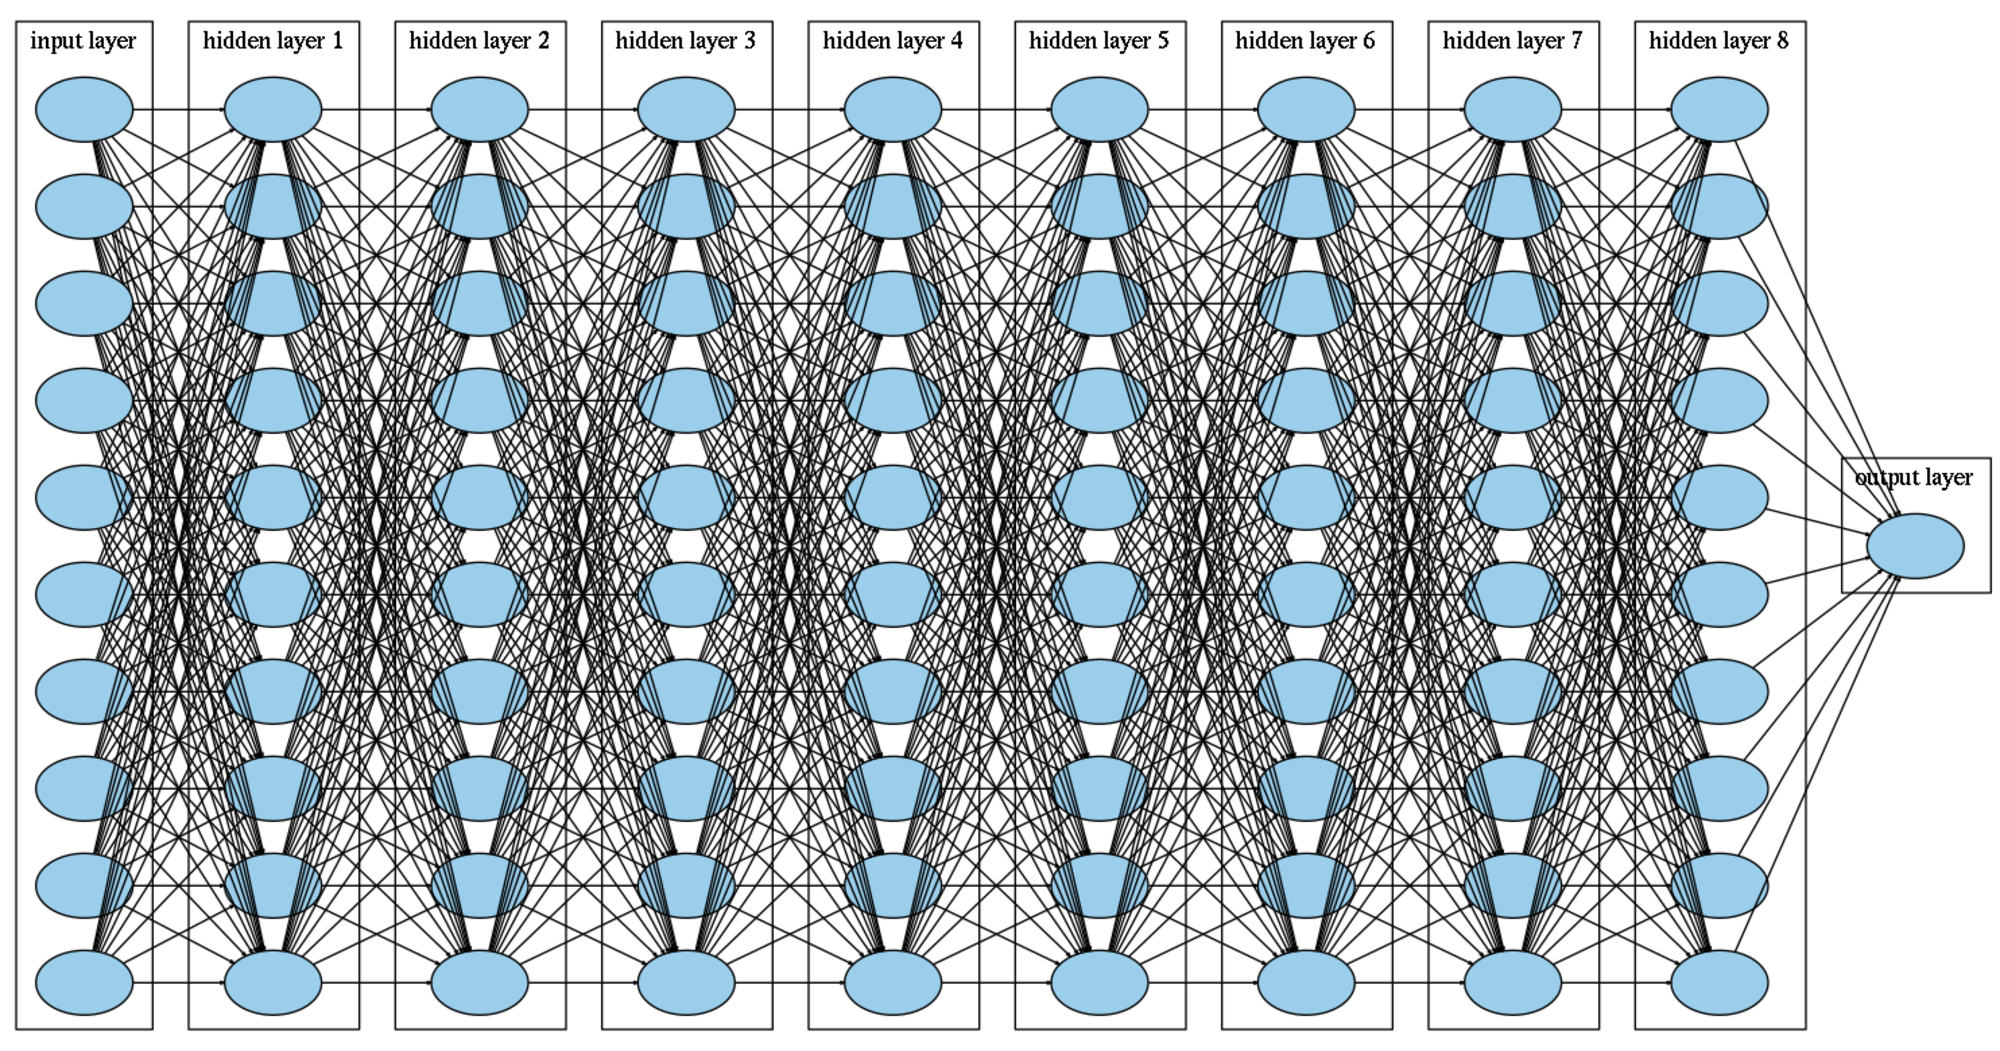 input layer
hidden layer 1
hidden layer 2
hidden layer 3
hidden layer 4
hidden layer 5
hidden layer 6
hidden layer 7
hidden layer 8
output layer